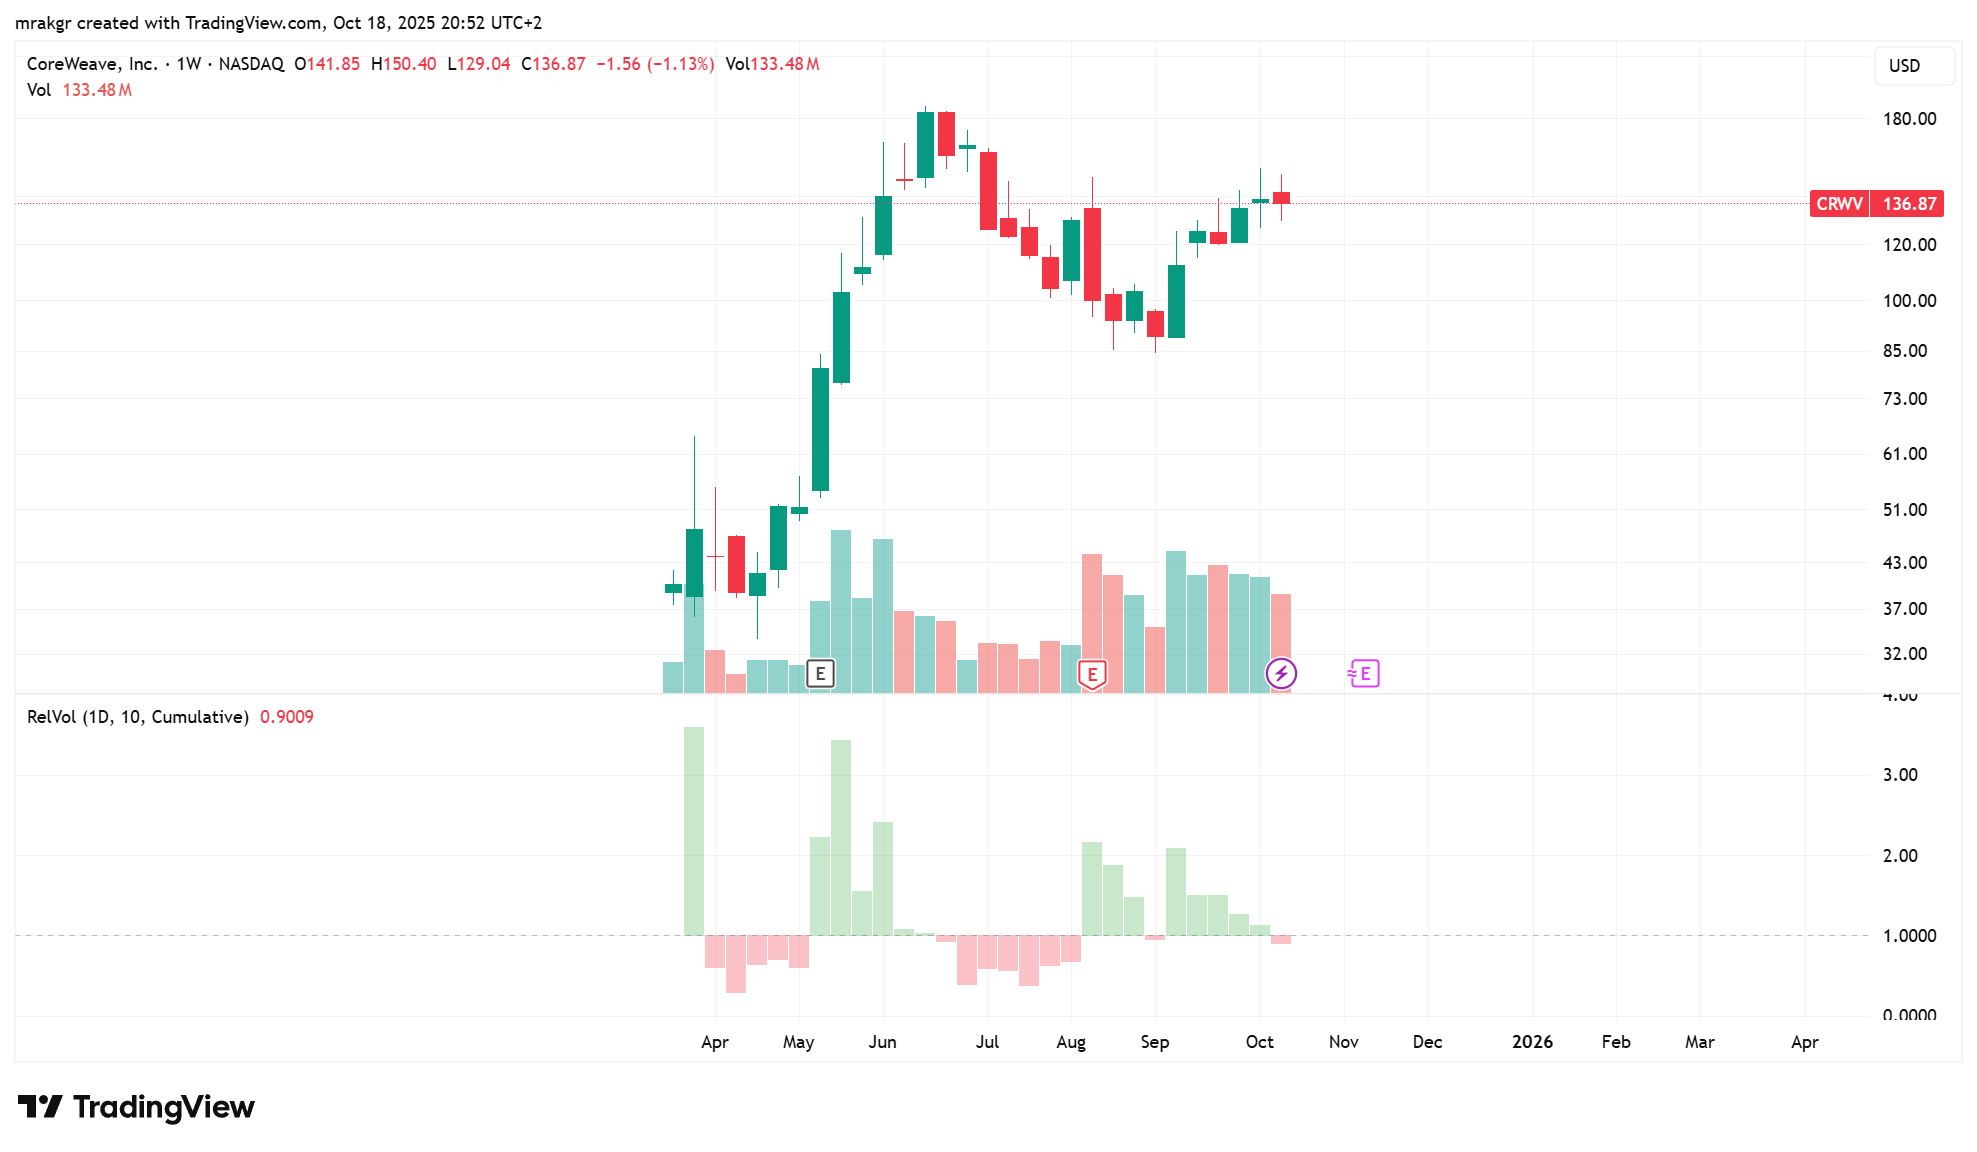 mrakgr created with TradingView.com, Oct 18, 2025 20:52 UTC+2
CoreWeave, Inc. · 1W · NASDAQ O141.85 H150.40 L129.04 C136.87 −1.56 (−1.13%) Vol133.48M
Vol 133.48M
USD
180.00
CRWV 136.87
120.00
100.00
85.00
73.00
61.00
51.00
43.00
37.00
32.00
E
E
≈E
4.00
RelVol (1D, 10, Cumulative) 0.9009
3.00
2.00
1.0000
0.0000
Apr May Jun Jul Aug Sep Oct Nov Dec 2026 Feb Mar Apr
TradingView